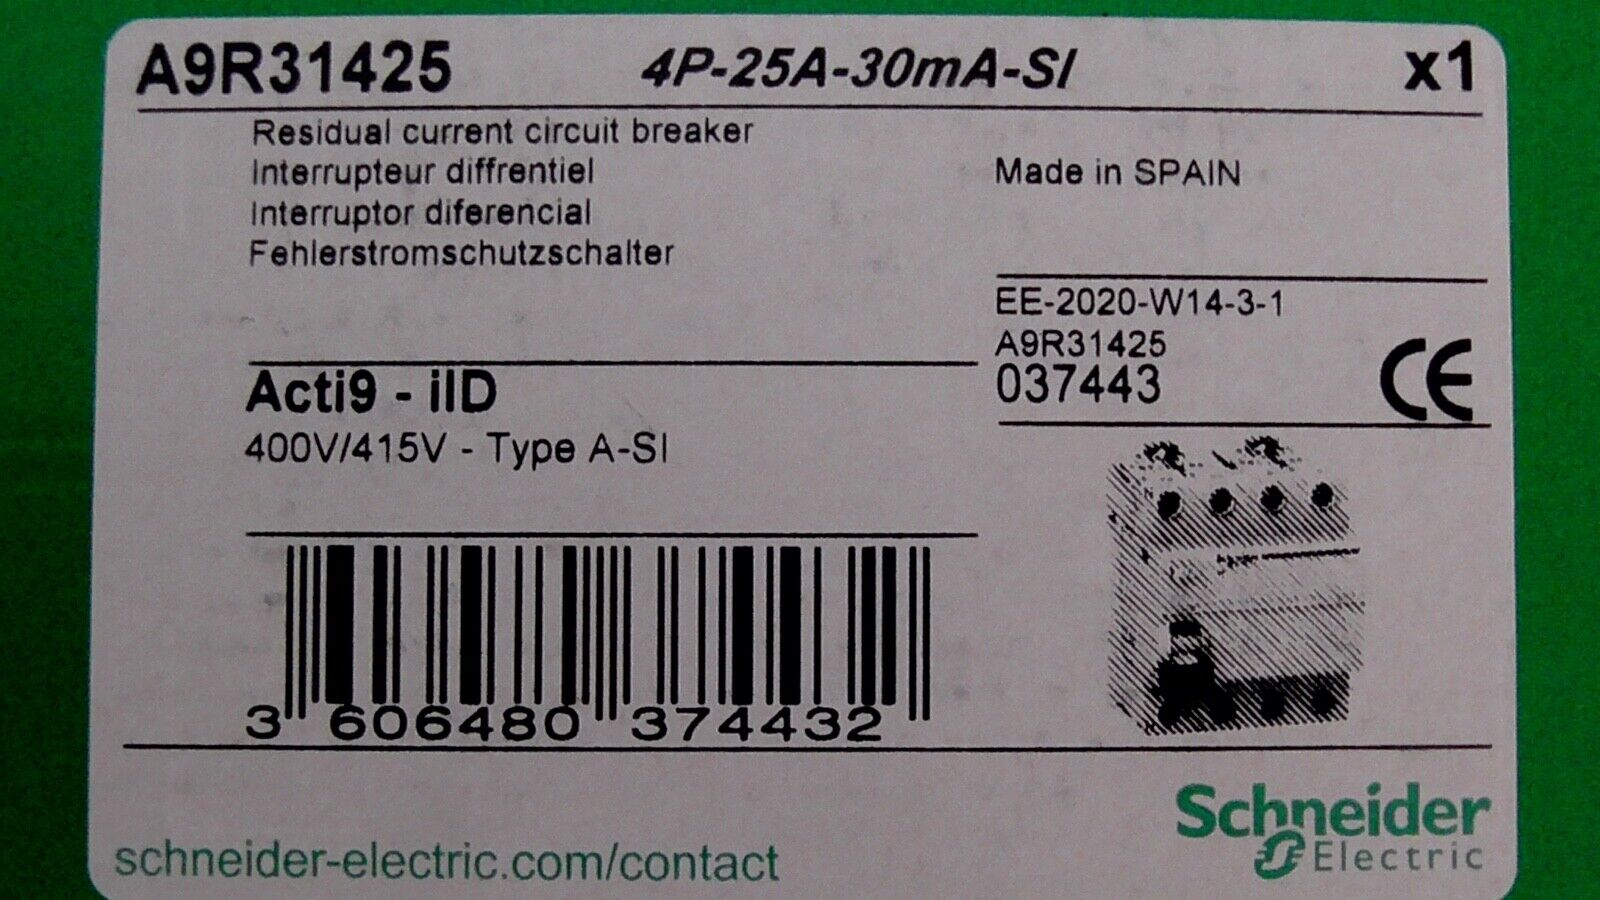 A9R31425 4P-25A-30mA-SI x1
Residual current circuit breaker
Interrupteur diffrentiel
Interruptor diferencial
Fehlerstromschutzschalter
Made in SPAIN
EE-2020-W14-3-1
A9R31425
037443
CE
Acti9 - iID
400V/415V - Type A-SI
3 606480 374432
schneider-electric.com/contact
Schneider
Electric